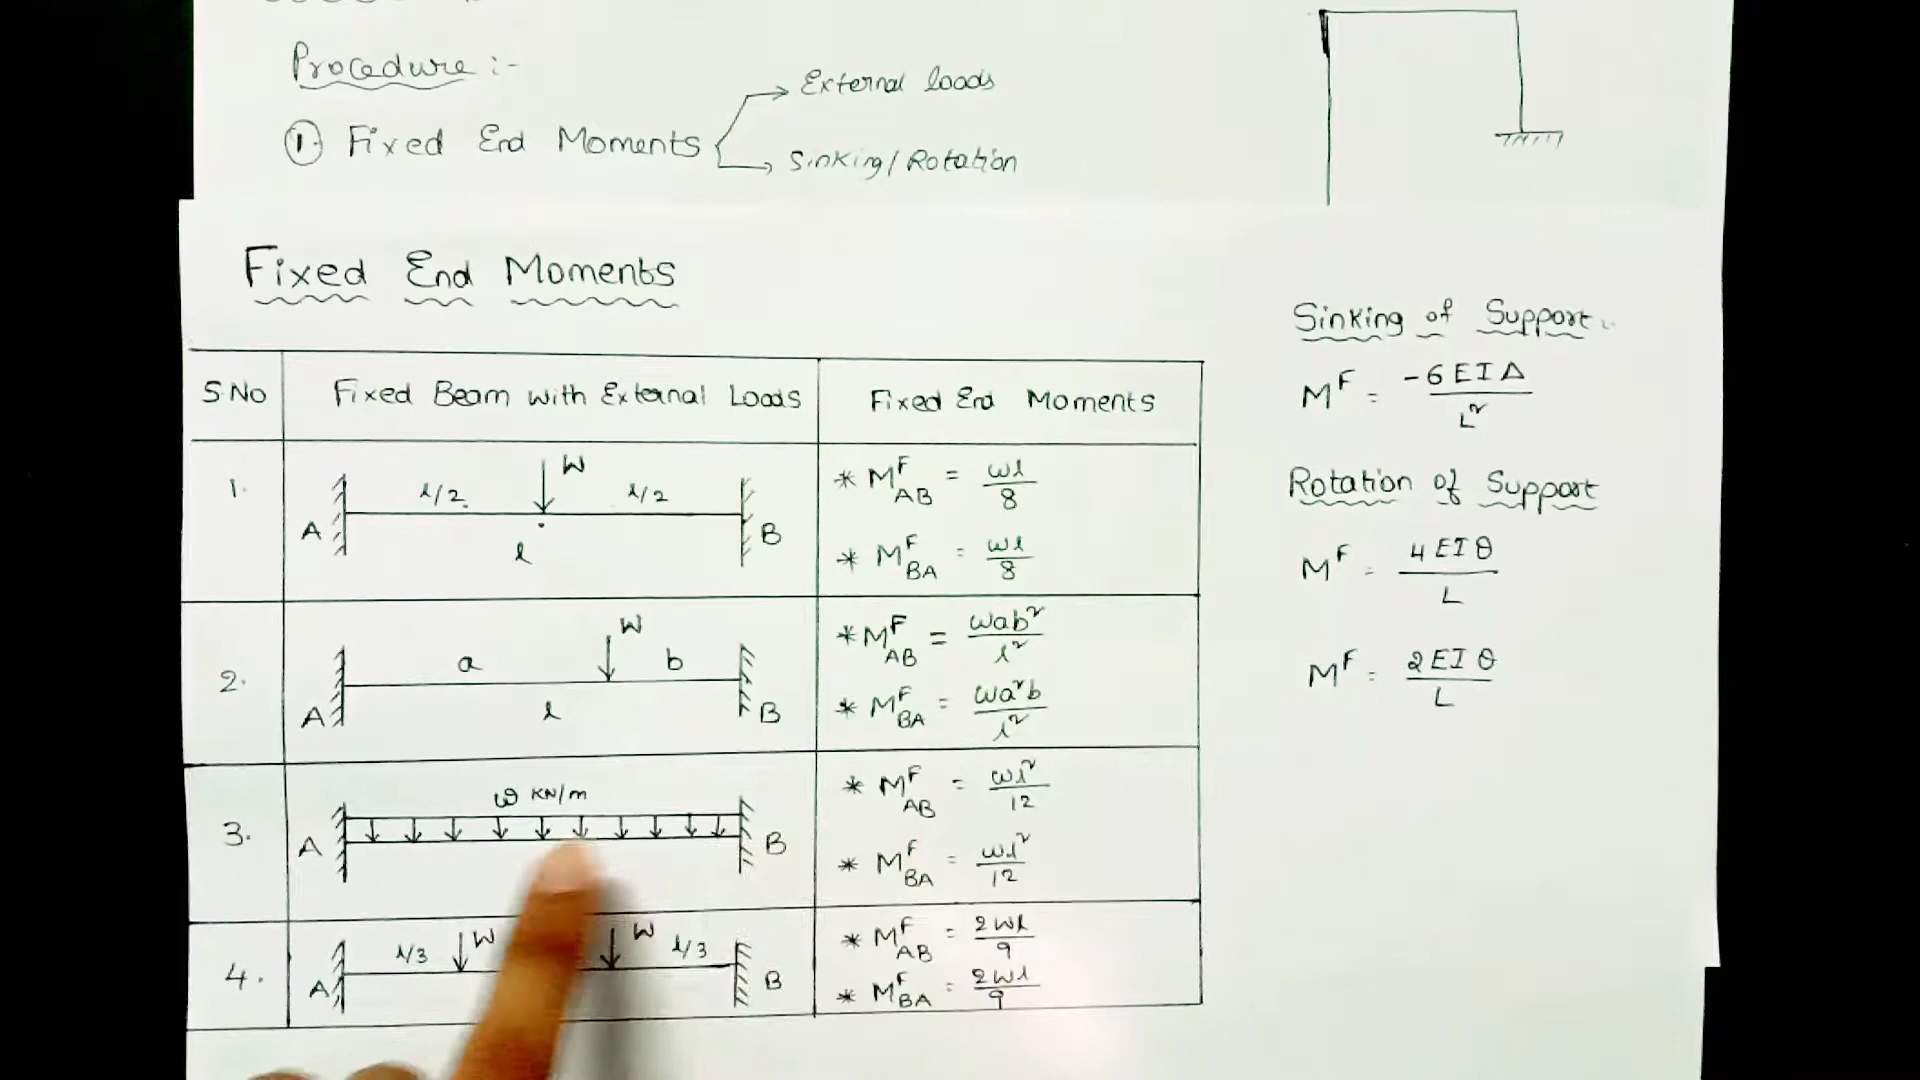 Procedure :-
① Fixed End Moments
External loads
Sinking/Rotation
Fixed End Moments
S.No
Fixed Beam with External Loads
Fixed End Moments
1.
W
l/2
l/2
A
B
l
* M^F_AB = wl/8
* M^F_BA = wl/8
2.
W
a
b
A
B
l
* M^F_AB = wab²/l²
* M^F_BA = wa²b/l²
3.
w KN/m
A
B
* M^F_AB = wl²/12
* M^F_BA = wl²/12
4.
l/3
W
W
l/3
A
B
* M^F_AB = 2wl/9
* M^F_BA = 2wl/9
Sinking of Support
M^F = -6EIΔ/L²
Rotation of Support
M^F = 4EIθ/L
M^F = 2EIθ/L